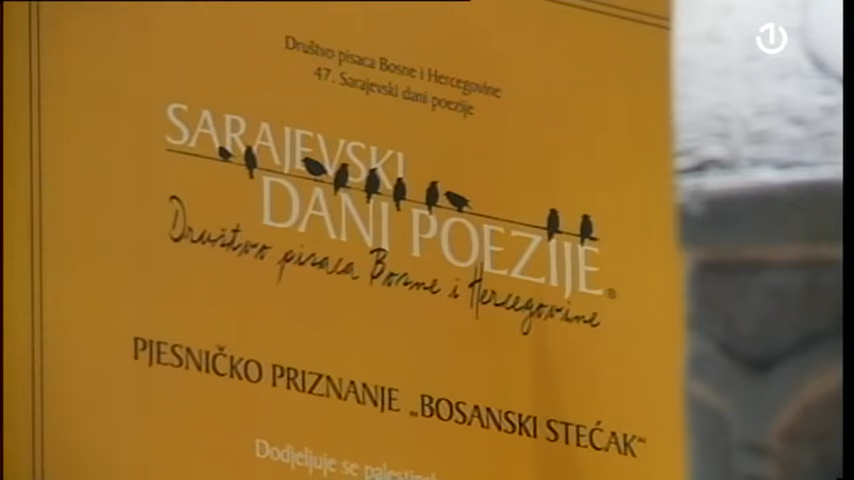 1
Društvo pisaca Bosne i Hercegovine
47. Sarajevski dani poezije
SARAJEVSKI
DANI POEZIJE®
Društvo pisaca Bosne i Hercegovine
PJESNIČKO PRIZNANJE „BOSANSKI STEĆAK“
Dodjeljuje se